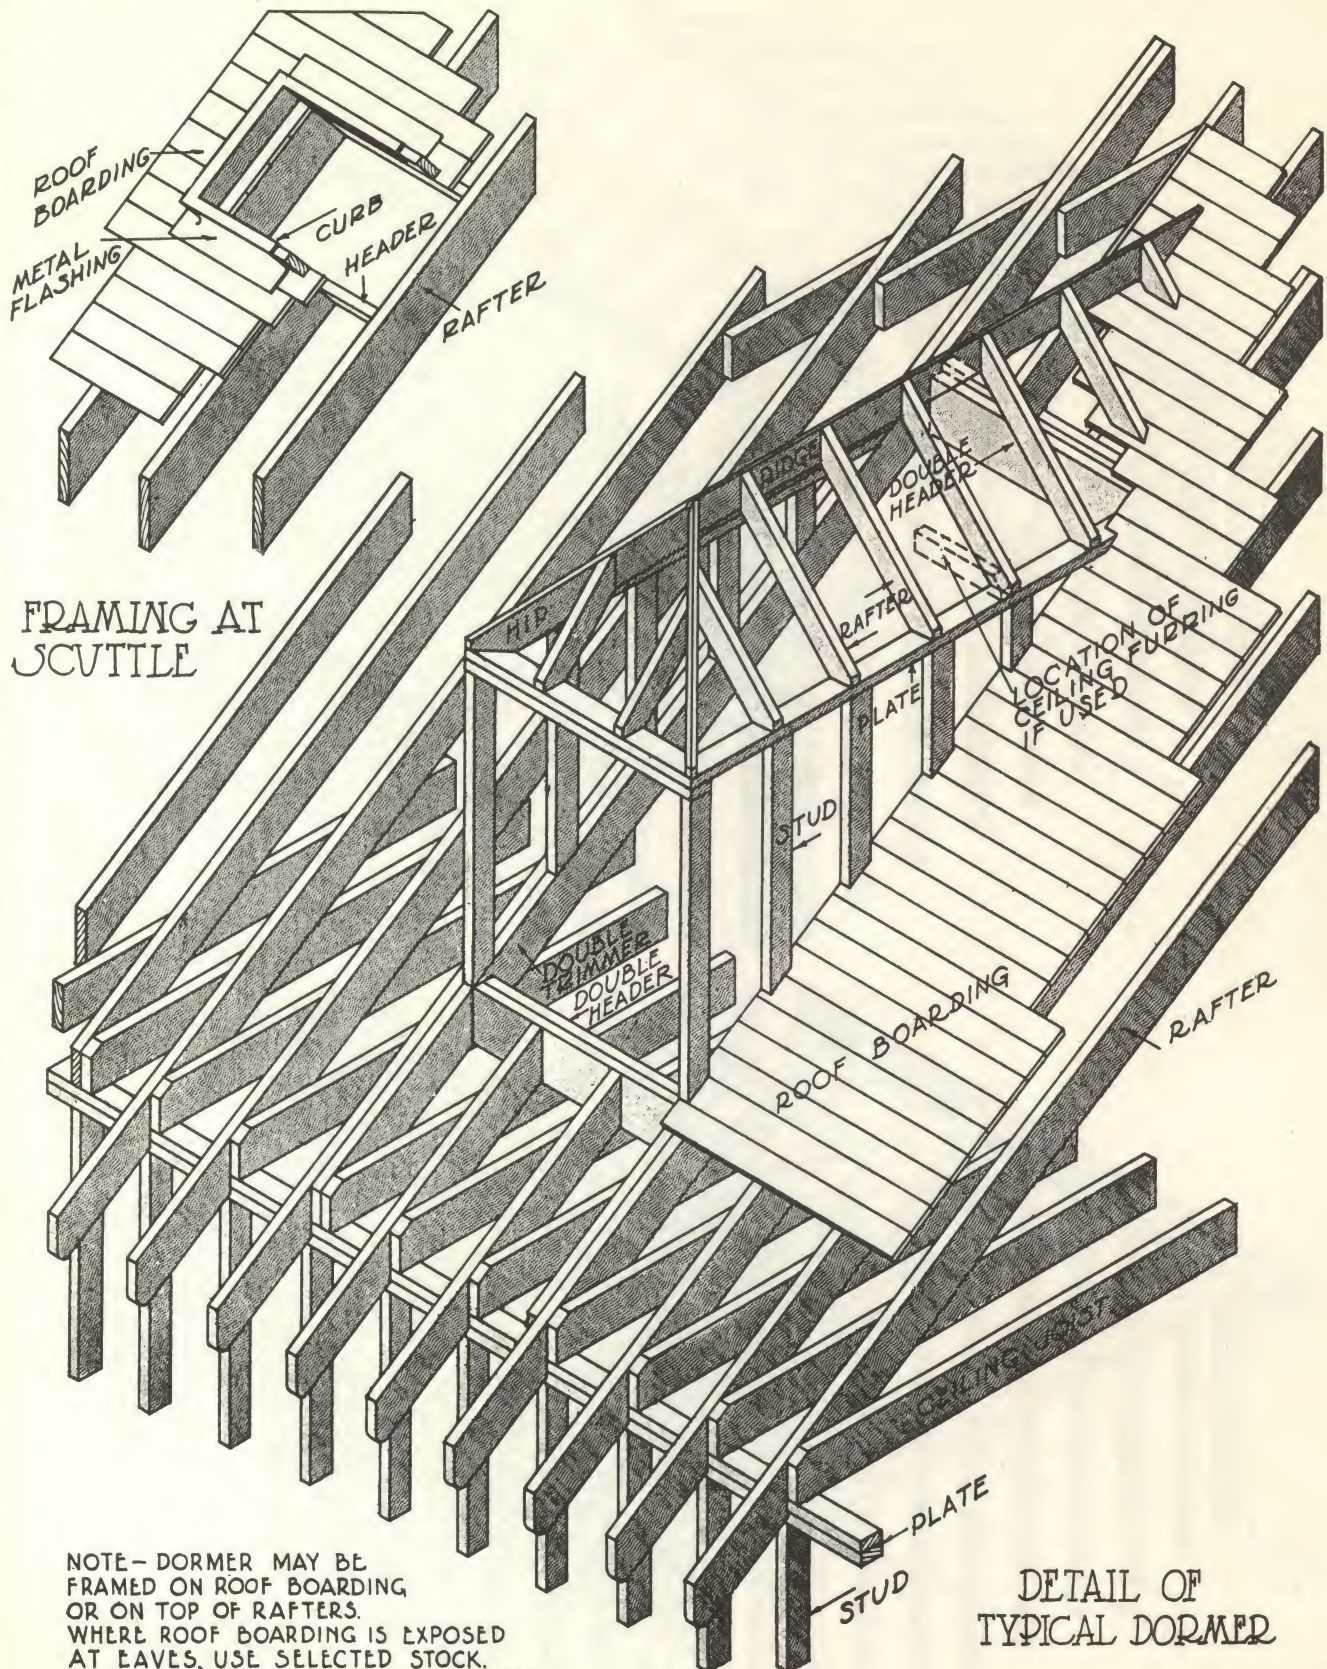 ROOF
BOARDING
METAL
FLASHING
CURB
HEADER
RAFTER
FRAMING AT
SCUTTLE
RIDGE
DOUBLE
HEADER
HIP
RAFTER
PLATE
LOCATION OF
CEILING FURRING
IF USED
STUD
DOUBLE
TRIMMER
DOUBLE
HEADER
ROOF BOARDING
RAFTER
CEILING JOIST
PLATE
STUD
NOTE - DORMER MAY BE
FRAMED ON ROOF BOARDING
OR ON TOP OF RAFTERS.
WHERE ROOF BOARDING IS EXPOSED
AT EAVES, USE SELECTED STOCK.
DETAIL OF
TYPICAL DORMER